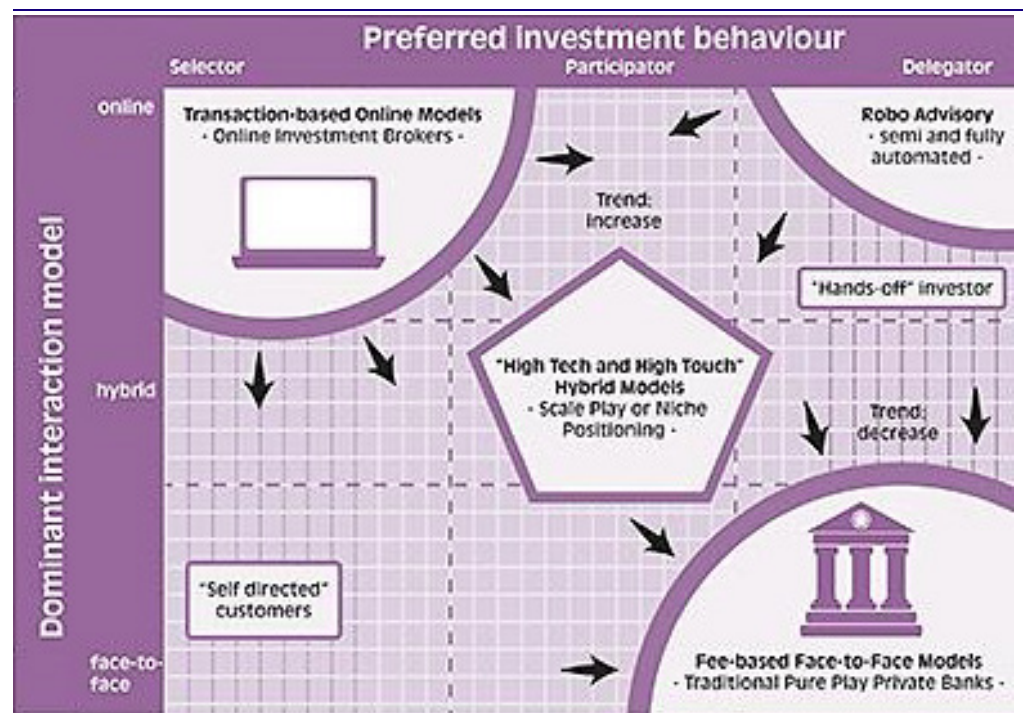 Preferred investment behaviour
Selector
Participator
Delegator
Dominant interaction model
online
hybrid
face-to-
face
Transaction-based Online Models
- Online Investment Brokers -
Robo Advisory
- semi and fully
automated -
Trend:
increase
"Hands-off" investor
"High Tech and High Touch"
Hybrid Models
- Scale Play or Niche
Positioning -
Trend:
decrease
"Self directed"
customers
Fee-based Face-to-Face Models
- Traditional Pure Play Private Banks -